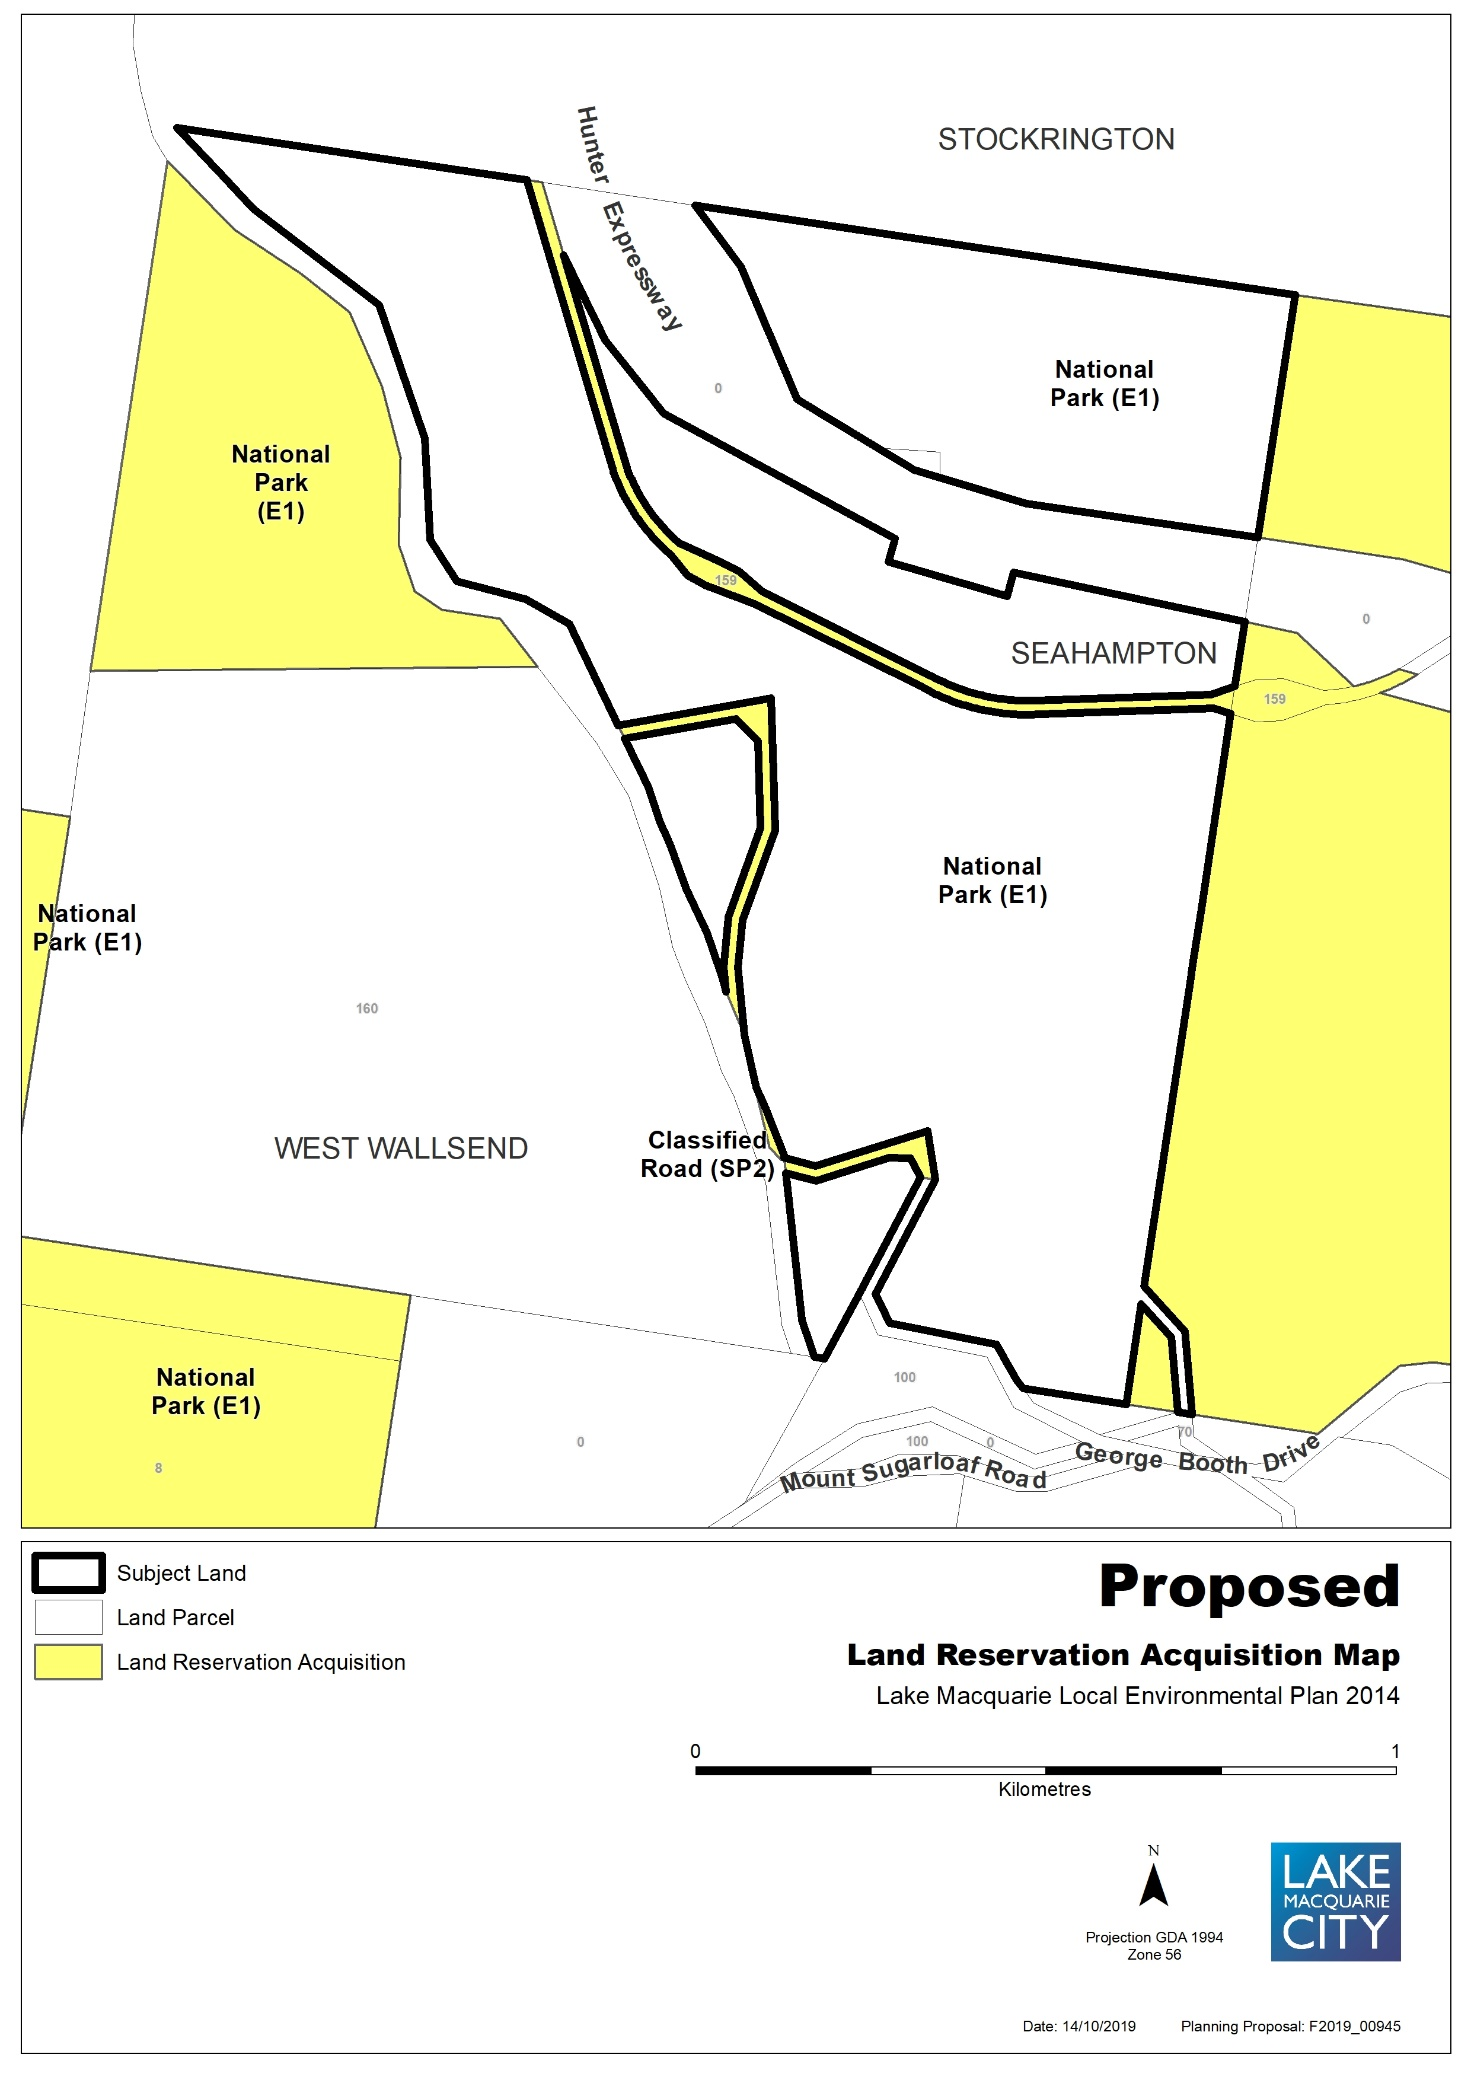 STOCKRINGTON
Hunter Expressway
0
National
Park (E1)
National
Park
(E1)
159
0
SEAHAMPTON
159
National
Park (E1)
National
Park (E1)
160
WEST WALLSEND
Classified
Road (SP2)
National
Park (E1)
8
0
100
100
0
70
Mount Sugarloaf Road
George Booth Drive
Subject Land
Land Parcel
Land Reservation Acquisition
Proposed
Land Reservation Acquisition Map
Lake Macquarie Local Environmental Plan 2014
0 1
Kilometres
N
Projection GDA 1994
Zone 56
LAKE
MACQUARIE
CITY
Date: 14/10/2019 Planning Proposal: F2019_00945